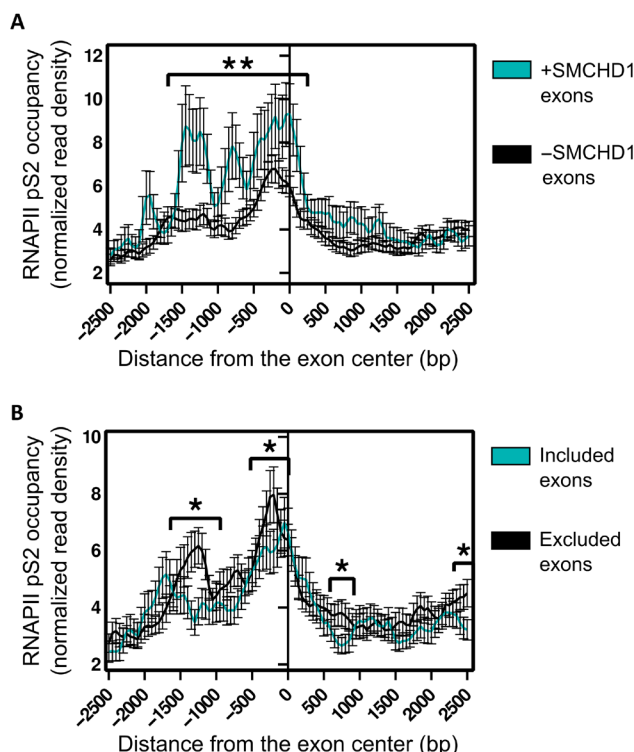 A
RNAPII pS2 occupancy
(normalized read density)
12
10
8
6
4
2
**
–2500
–2000
–1500
–1000
–500
0
500
1000
1500
2000
2500
Distance from the exon center (bp)
+SMCHD1
exons
–SMCHD1
exons
B
RNAPII pS2 occupancy
(normalized read density)
10
8
6
4
2
*
*
*
*
–2500
–2000
–1500
–1000
–500
0
500
1000
1500
2000
2500
Distance from the exon center (bp)
Included
exons
Excluded
exons